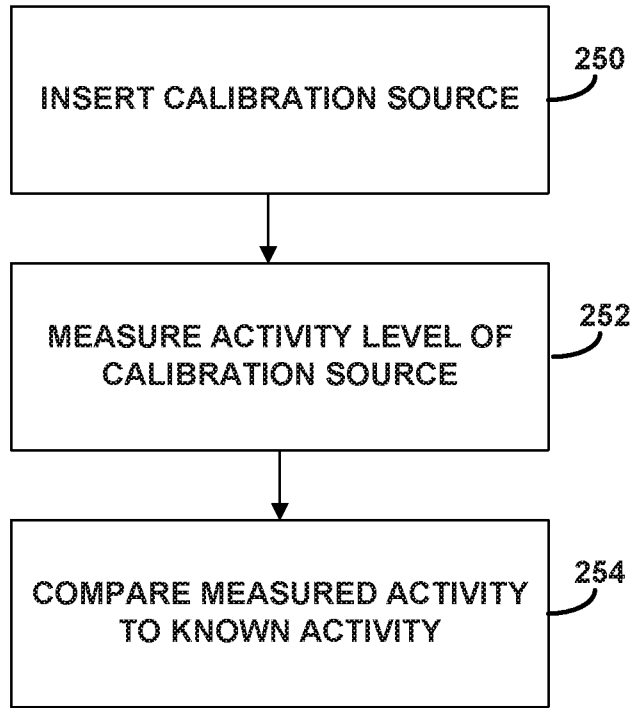 250
INSERT CALIBRATION SOURCE
252
MEASURE ACTIVITY LEVEL OF
CALIBRATION SOURCE
254
COMPARE MEASURED ACTIVITY
TO KNOWN ACTIVITY